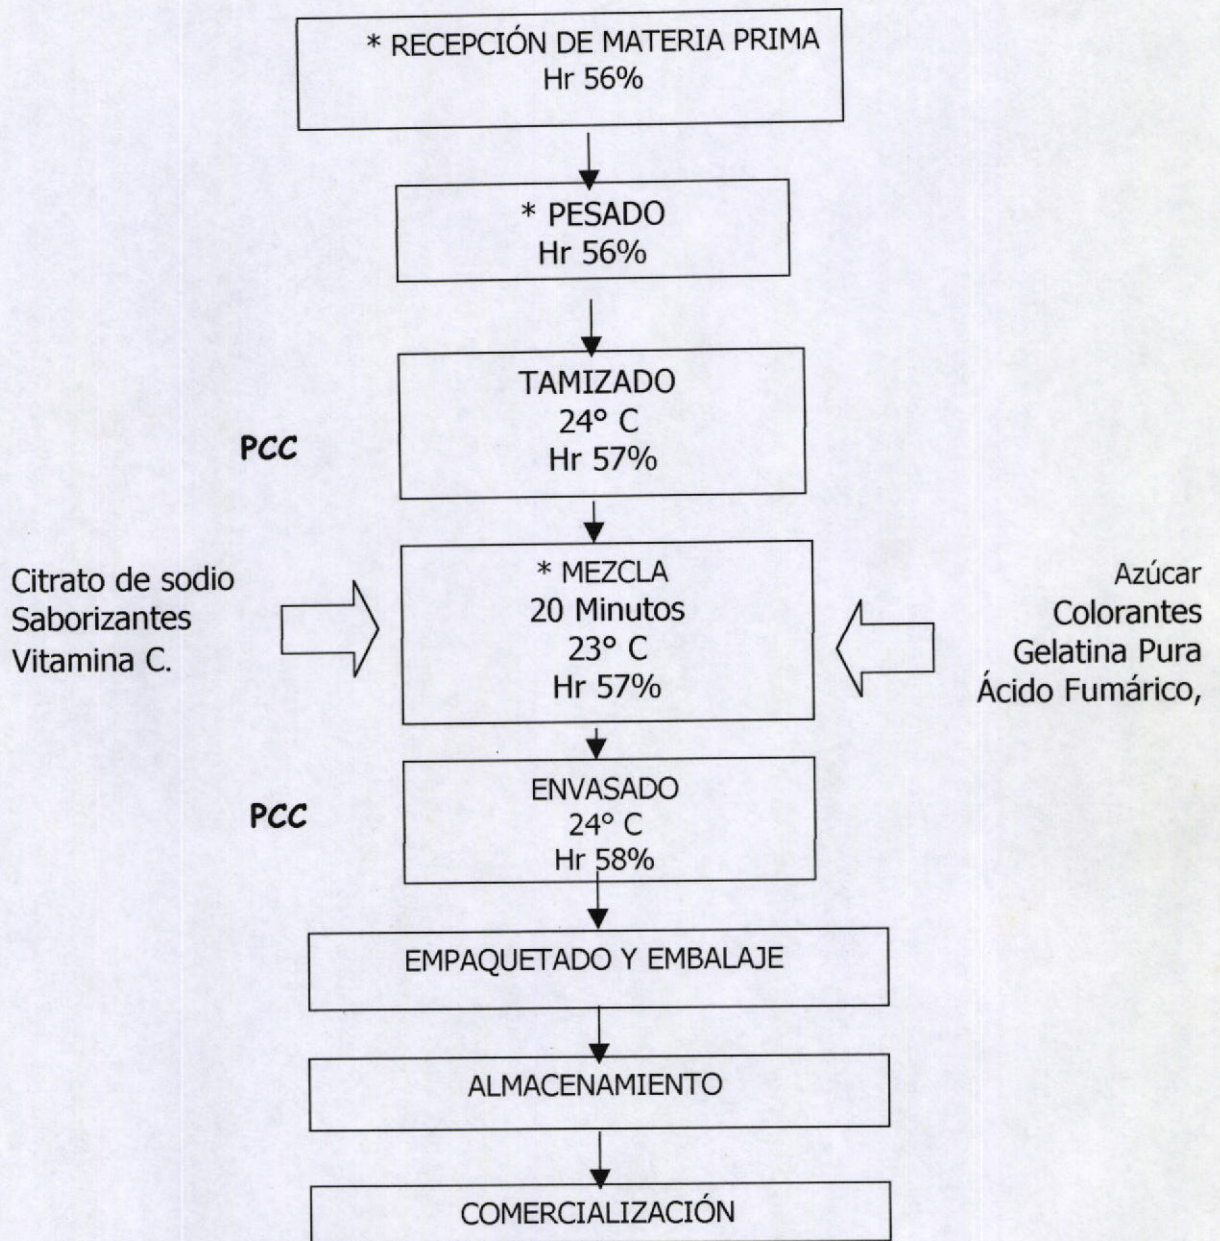 * RECEPCIÓN DE MATERIA PRIMA
Hr 56%
* PESADO
Hr 56%
TAMIZADO
24° C
Hr 57%
PCC
* MEZCLA
20 Minutos
23° C
Hr 57%
Citrato de sodio
Saborizantes
Vitamina C.
Azúcar
Colorantes
Gelatina Pura
Ácido Fumárico,
ENVASADO
24° C
Hr 58%
PCC
EMPAQUETADO Y EMBALAJE
ALMACENAMIENTO
COMERCIALIZACIÓN